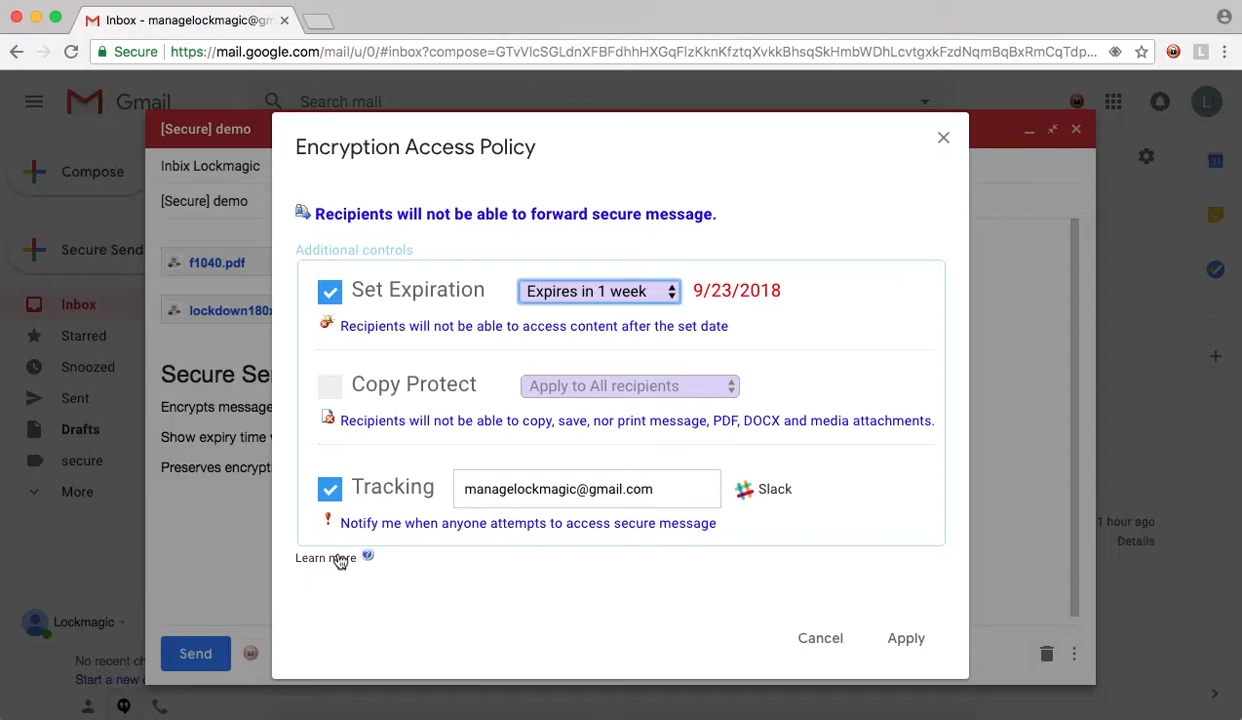 Inbox - managelockmagic@gm
Secure https://mail.google.com/mail/u/0/#inbox?compose=GTvVlcSGLdnXFBFdhhHXGqFlzKknKfztqXvkkBhsqSkHmbWDhLcvtgxkFzdNqmBqBxRmCqTdp...
L
Gmail
Search mail
L
[Secure] demo
Compose
Inbix Lockmagic
[Secure] demo
Secure Send
f1040.pdf
lockdown180x
Inbox
Starred
Snoozed
Sent
Drafts
secure
More
Secure Se
Encrypts message
Show expiry time
Preserves encrypt
Encryption Access Policy
Recipients will not be able to forward secure message.
Additional controls
Set Expiration Expires in 1 week 9/23/2018
Recipients will not be able to access content after the set date
Copy Protect Apply to All recipients
Recipients will not be able to copy, save, nor print message, PDF, DOCX and media attachments.
Tracking managelockmagic@gmail.com Slack
Notify me when anyone attempts to access secure message
Learn more
Cancel Apply
1 hour ago
Details
Lockmagic
Send
No recent ch
Start a new